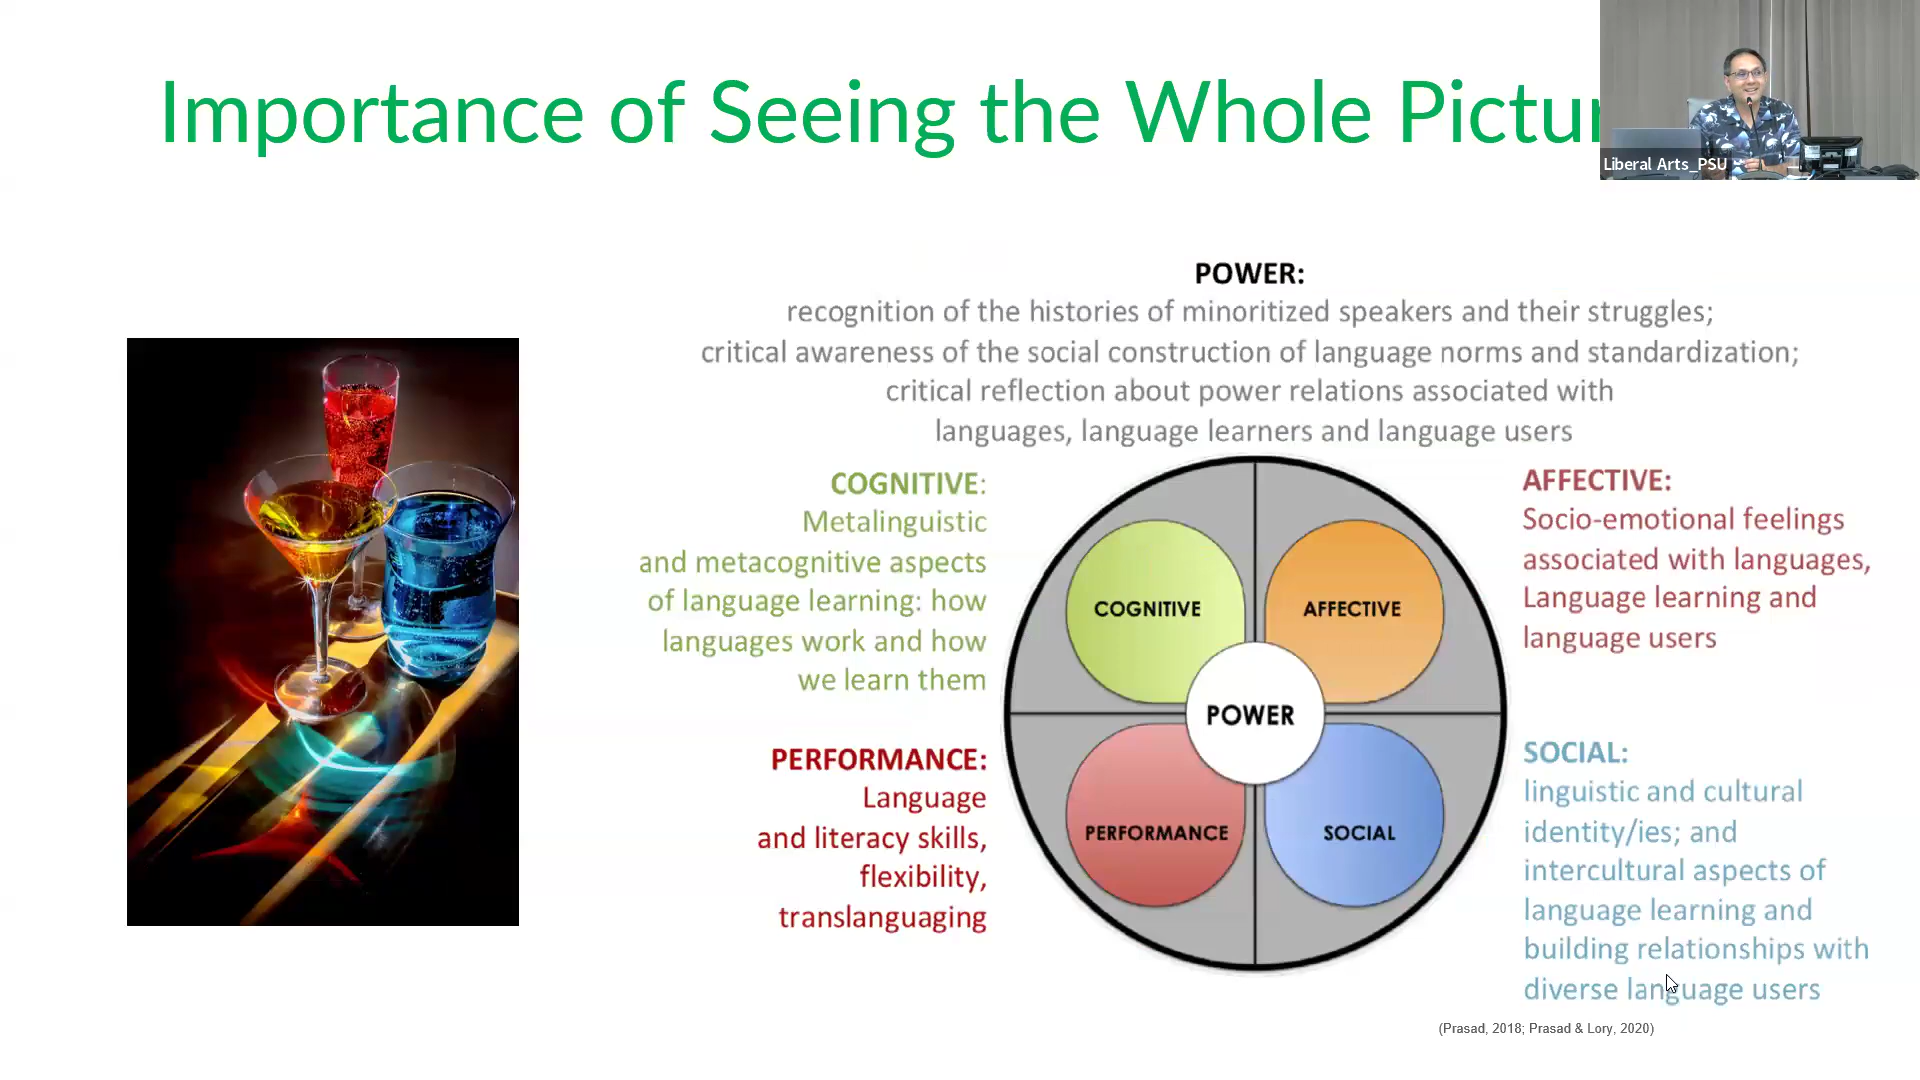 Importance of Seeing the Whole Pictur
Liberal Arts_PSU
POWER:
recognition of the histories of minoritized speakers and their struggles;
critical awareness of the social construction of language norms and standardization;
critical reflection about power relations associated with
languages, language learners and language users
COGNITIVE:
Metalinguistic
and metacognitive aspects
of language learning: how
languages work and how
we learn them
PERFORMANCE:
Language
and literacy skills,
flexibility,
translanguaging
COGNITIVE
AFFECTIVE
POWER
PERFORMANCE
SOCIAL
AFFECTIVE:
Socio-emotional feelings
associated with languages,
Language learning and
language users
SOCIAL:
linguistic and cultural
identity/ies; and
intercultural aspects of
language learning and
building relationships with
diverse language users
(Prasad, 2018; Prasad & Lory, 2020)